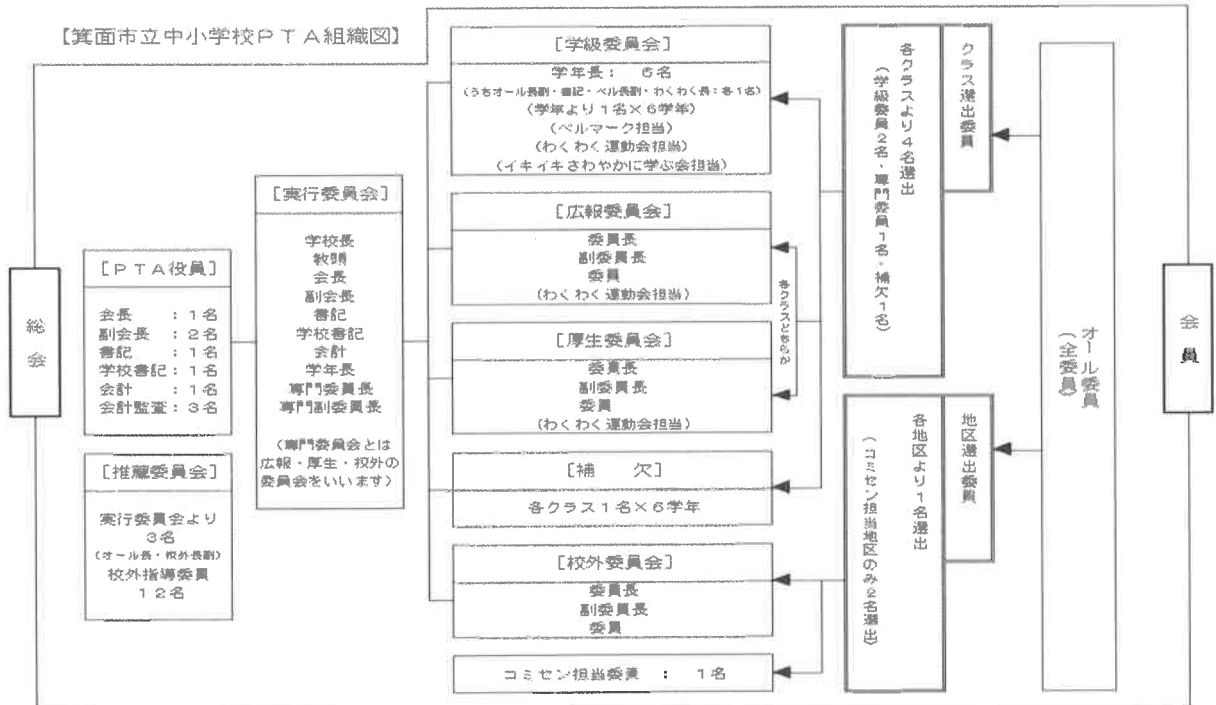 【箕面市立中小学校ＰＴＡ組織図】
総会
［ＰＴＡ役員］
会長　　：１名
副会長　：２名
書記　　：１名
学校書記：１名
会計　　：１名
会計監査：３名
［推薦委員会］
実行委員会より
３名
（オール長・校外長副）
校外指導委員
１２名
［実行委員会］
学校長
教頭
会長
副会長
書記
学校書記
会計
学年長
専門委員長
専門副委員長
（専門委員会とは
広報・厚生・校外の
委員会をいいます）
［学級委員会］
学年長：　６名
（うちオール長副・書記・ベル長副・わくわく長：各１名）
（学年より１名×６学年）
（ベルマーク担当）
（わくわく運動会担当）
（イキイキさわやかに学ぶ会担当）
［広報委員会］
委員長
副委員長
委員
（わくわく運動会担当）
［厚生委員会］
委員長
副委員長
委員
（わくわく運動会担当）
各クラスどちらか
［補　欠］
各クラス１名×６学年
［校外委員会］
委員長
副委員長
委員
コミセン担当委員　：　１名
クラス選出委員
各クラスより４名選出
（学級委員２名・専門委員１名・補欠１名）
地区選出委員
各地区より１名選出
（コミセン担当地区のみ２名選出）
オール委員
（全委員）
会員